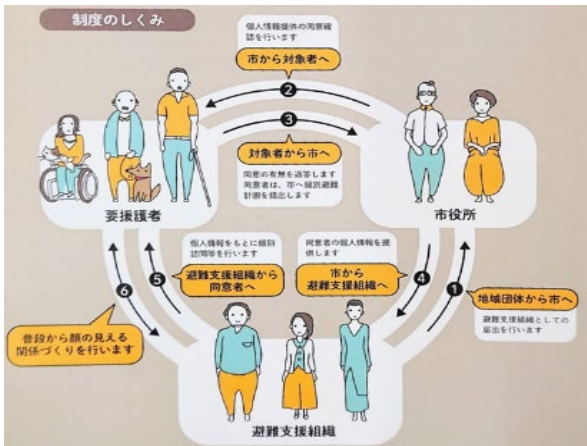 制度のしくみ
個人情報提供の同意確
認を行います
市から対象者へ
2
3
対象者から市へ
同意の有無を返答します
同意者は、市へ個別避難
計画を提出します
要援護者
市役所
個人情報をもとに個別
訪問等を行います
避難支援組織から
同意者へ
同意者の個人情報を提
供します
市から
避難支援組織へ
6
5
4
1
地域団体から市へ
避難支援組織としての
届出を行います
普段から顔の見える
関係づくりを行います
避難支援組織